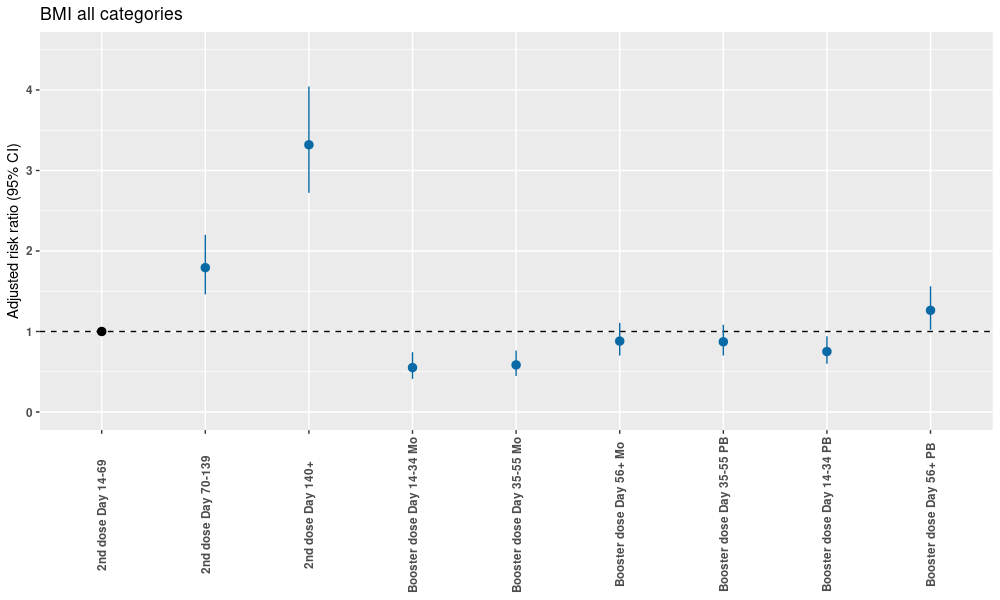 BMI all categories
Adjusted risk ratio (95% CI)
4
3
2
1
0
2nd dose Day 14-69
2nd dose Day 70-139
2nd dose Day 140+
Booster dose Day 14-34 Mo
Booster dose Day 35-55 Mo
Booster dose Day 56+ Mo
Booster dose Day 35-55 PB
Booster dose Day 14-34 PB
Booster dose Day 56+ PB